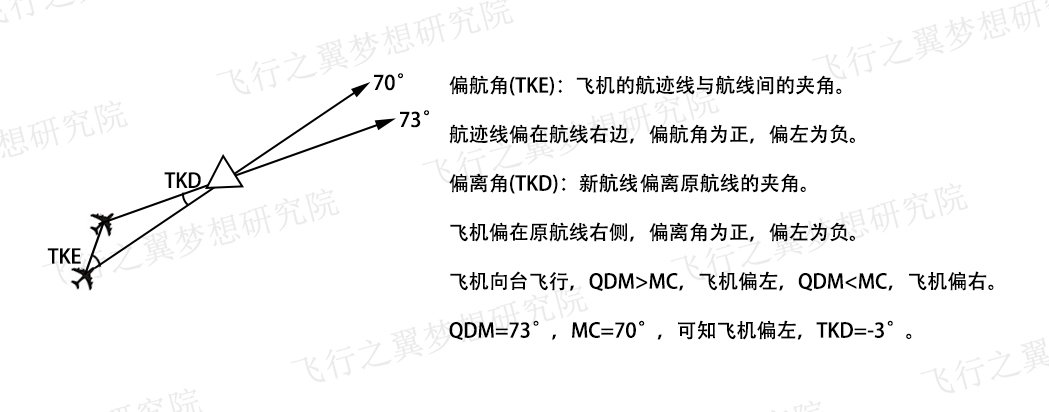 飞行之翼梦想研究院
70°
偏航角(TKE)：飞机的航迹线与航线间的夹角。
73°
航迹线偏在航线右边，偏航角为正，偏左为负。
TKD
偏离角(TKD)：新航线偏离原航线的夹角。
飞机偏在原航线右侧，偏离角为正，偏左为负。
TKE
飞机向台飞行，QDM>MC，飞机偏左，QDM<MC，飞机偏右。
QDM=73°，MC=70°，可知飞机偏左，TKD=-3°。